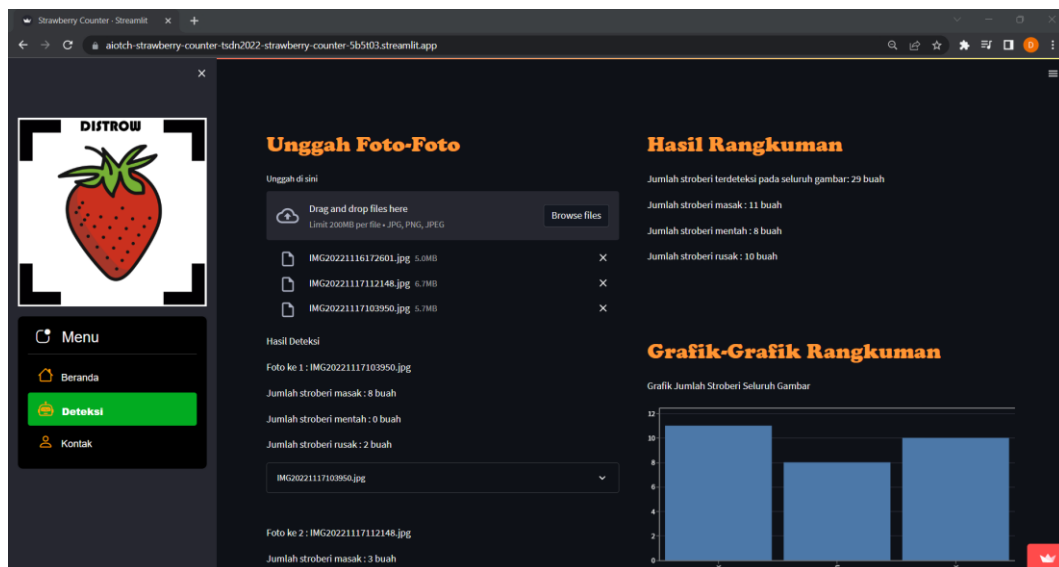 Strawberry Counter · Streamlit
aiotch-strawberry-counter-tsdn2022-strawberry-counter-5b5t03.streamlit.app
D
DISTROW
Menu
Beranda
Deteksi
Kontak
Unggah Foto-Foto
Unggah di sini
Drag and drop files here
Limit 200MB per file • JPG, PNG, JPEG
Browse files
IMG20221116172601.jpg 5.0MB
IMG20221117112148.jpg 6.7MB
IMG20221117103950.jpg 5.7MB
Hasil Deteksi
Foto ke 1 : IMG20221117103950.jpg
Jumlah stroberi masak : 8 buah
Jumlah stroberi mentah : 0 buah
Jumlah stroberi rusak : 2 buah
IMG20221117103950.jpg
Foto ke 2 : IMG20221117112148.jpg
Jumlah stroberi masak : 3 buah
Hasil Rangkuman
Jumlah stroberi terdeteksi pada seluruh gambar: 29 buah
Jumlah stroberi masak : 11 buah
Jumlah stroberi mentah : 8 buah
Jumlah stroberi rusak : 10 buah
Grafik-Grafik Rangkuman
Grafik Jumlah Stroberi Seluruh Gambar
12
10
8
6
4
2
0